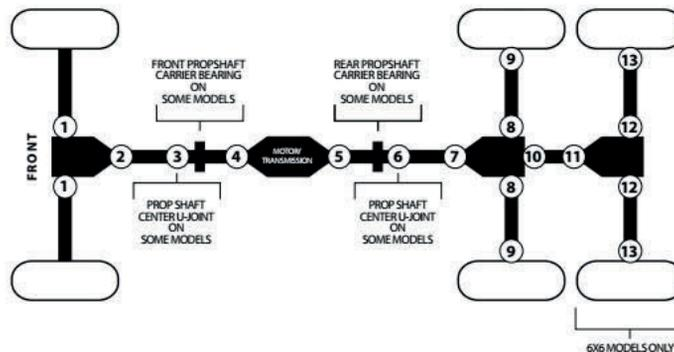 FRONT PROPSHAFT
CARRIER BEARING
ON
SOME MODELS
REAR PROPSHAFT
CARRIER BEARING
ON
SOME MODELS
9
13
FRONT
1
8
12
2
3
4
MOTOR/
TRANSMISSION
5
6
7
10
11
1
8
12
PROP SHAFT
CENTER U-JOINT
ON
SOME MODELS
PROP SHAFT
CENTER U-JOINT
ON
SOME MODELS
9
13
6X6 MODELS ONLY